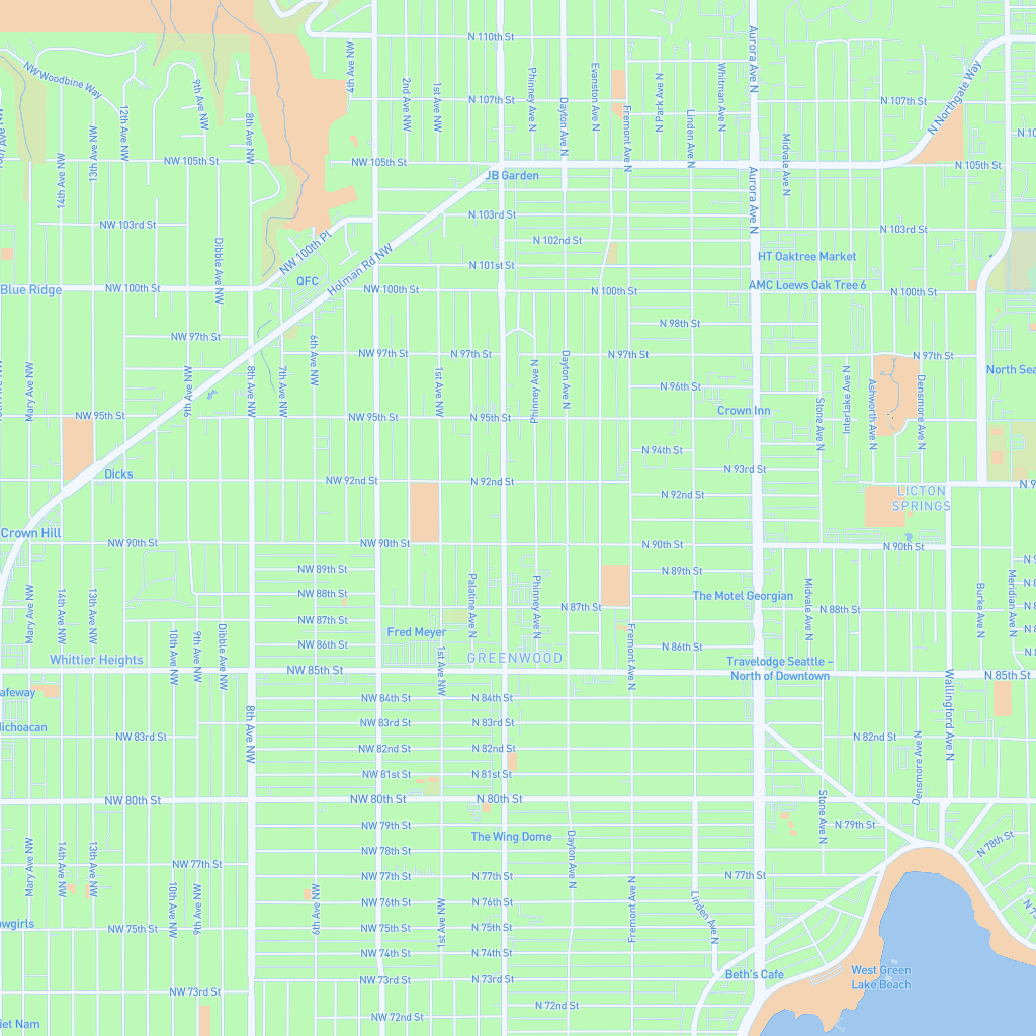 N 110th St
NW Woodbine Way
9th Ave NW
4th Ave NW
2nd Ave NW
1st Ave NW
Phinney Ave N
Dayton Ave N
Evanston Ave N
Fremont Ave N
N Park Ave N
Linden Ave N
Whitman Ave N
Aurora Ave N
N Northgate Way
N 107th St
N 107th St
12th Ave NW
13th Ave NW
14th Ave NW
8th Ave NW
Midvale Ave N
NW 105th St
NW 105th St
N 105th St
N 10
JB Garden
Aurora Ave N
N 103rd St
NW 103rd St
N 103rd St
N 102nd St
NW 100th Pl
Dibble Ave NW
Holman Rd NW
HT Oaktree Market
N 101st St
QFC
AMC Loews Oak Tree 6
Blue Ridge
NW 100th St
NW 100th St
N 100th St
N 100th St
N 98th St
NW 97th St
6th Ave NW
NW 97th St
N 97th St
N 97th St
N 97th St
Mary Ave NW
9th Ave NW
8th Ave NW
7th Ave NW
1st Ave NW
Phinney Ave N
Dayton Ave N
North Sea
N 96th St
Interlake Ave N
Ashworth Ave N
Densmore Ave N
Stone Ave N
Crown Inn
NW 95th St
NW 95th St
N 95th St
N 94th St
N 93rd St
Dicks
NW 92nd St
N 92nd St
N 92nd St
N 9
LICTON
SPRINGS
Crown Hill
NW 90th St
NW 90th St
N 90th St
N 90th St
NW 89th St
N 89th St
Mary Ave NW
14th Ave NW
13th Ave NW
NW 88th St
Palatine Ave N
Phinney Ave N
The Motel Georgian
Midvale Ave N
Burke Ave N
Meridian Ave N
N 87th St
N 88th St
NW 87th St
Fred Meyer
10th Ave NW
9th Ave NW
Dibble Ave NW
NW 86th St
N 86th St
Fremont Ave N
Whittier Heights
GREENWOOD
1st Ave NW
Travelodge Seattle –
North of Downtown
NW 85th St
N 85th St
Wallingford Ave N
afeway
NW 84th St
N 84th St
lichoacan
8th Ave NW
NW 83rd St
N 83rd St
NW 83rd St
N 82nd St
NW 82nd St
N 82nd St
Densmore Ave N
NW 81st St
N 81st St
NW 80th St
NW 80th St
N 80th St
Stone Ave N
NW 79th St
N 79th St
The Wing Dome
N 78th St
Mary Ave NW
14th Ave NW
13th Ave NW
NW 78th St
Dayton Ave N
NW 77th St
NW 77th St
N 77th St
N 77th St
10th Ave NW
9th Ave NW
6th Ave NW
1st Ave NW
Fremont Ave N
Linden Ave N
NW 76th St
N 76th St
owgirls
NW 75th St
NW 75th St
N 75th St
NW 74th St
N 74th St
Beth's Cafe
West Green
Lake Beach
NW 73rd St
N 73rd St
NW 73rd St
N 72nd St
NW 72nd St
iet Nam